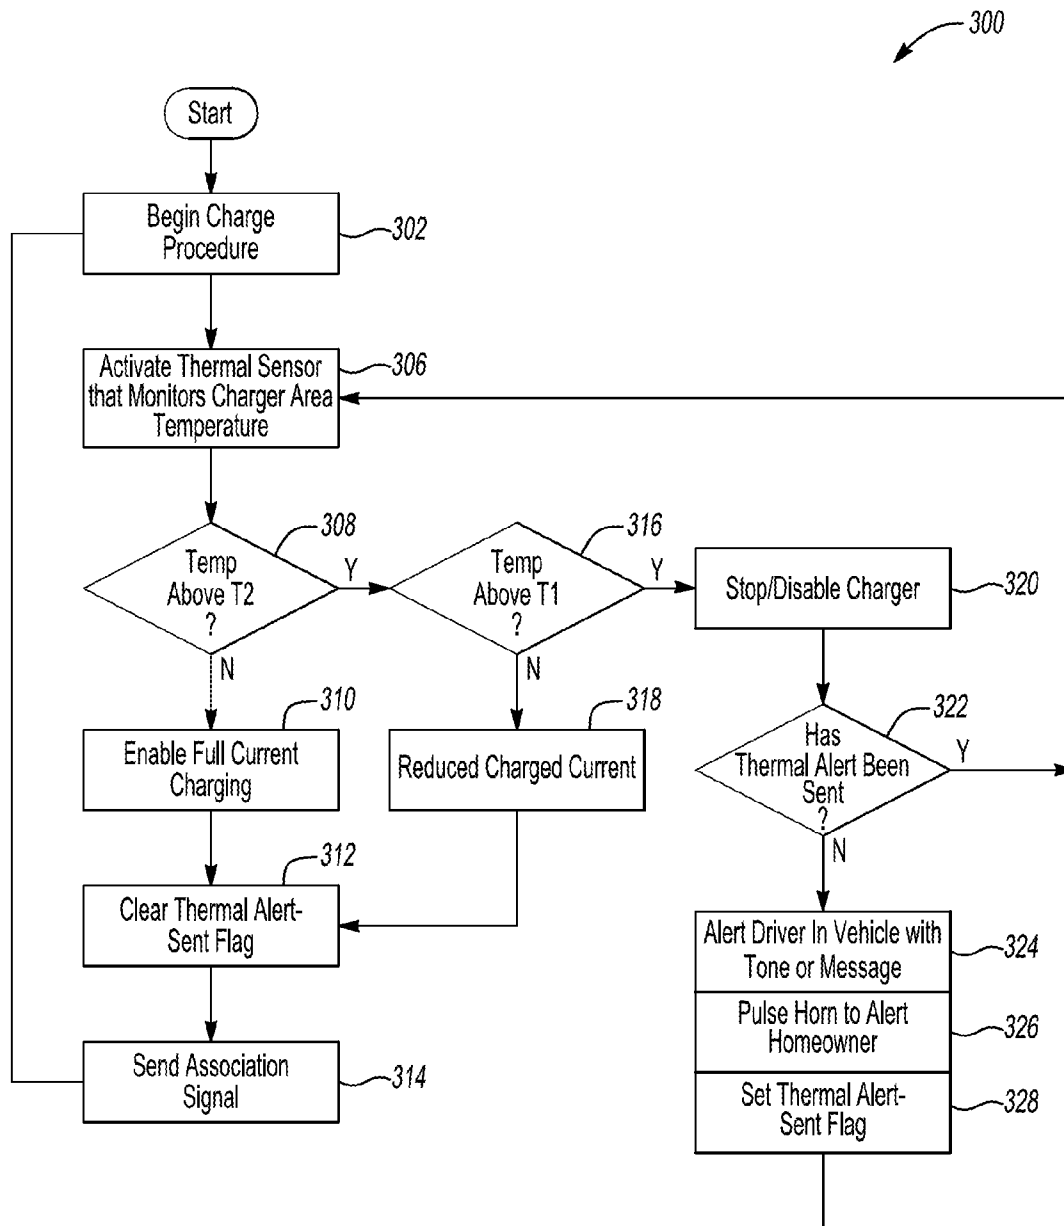 300
Start
Begin Charge
Procedure
302
Activate Thermal Sensor
that Monitors Charger Area
Temperature
306
Temp
Above T2
?
308
Y
N
Temp
Above T1
?
316
Y
N
Stop/Disable Charger
320
Enable Full Current
Charging
310
Reduced Charged Current
318
Has
Thermal Alert Been
Sent
?
322
Y
N
Clear Thermal Alert-
Sent Flag
312
Alert Driver In Vehicle with
Tone or Message
324
Pulse Horn to Alert
Homeowner
326
Send Association
Signal
314
Set Thermal Alert-
Sent Flag
328